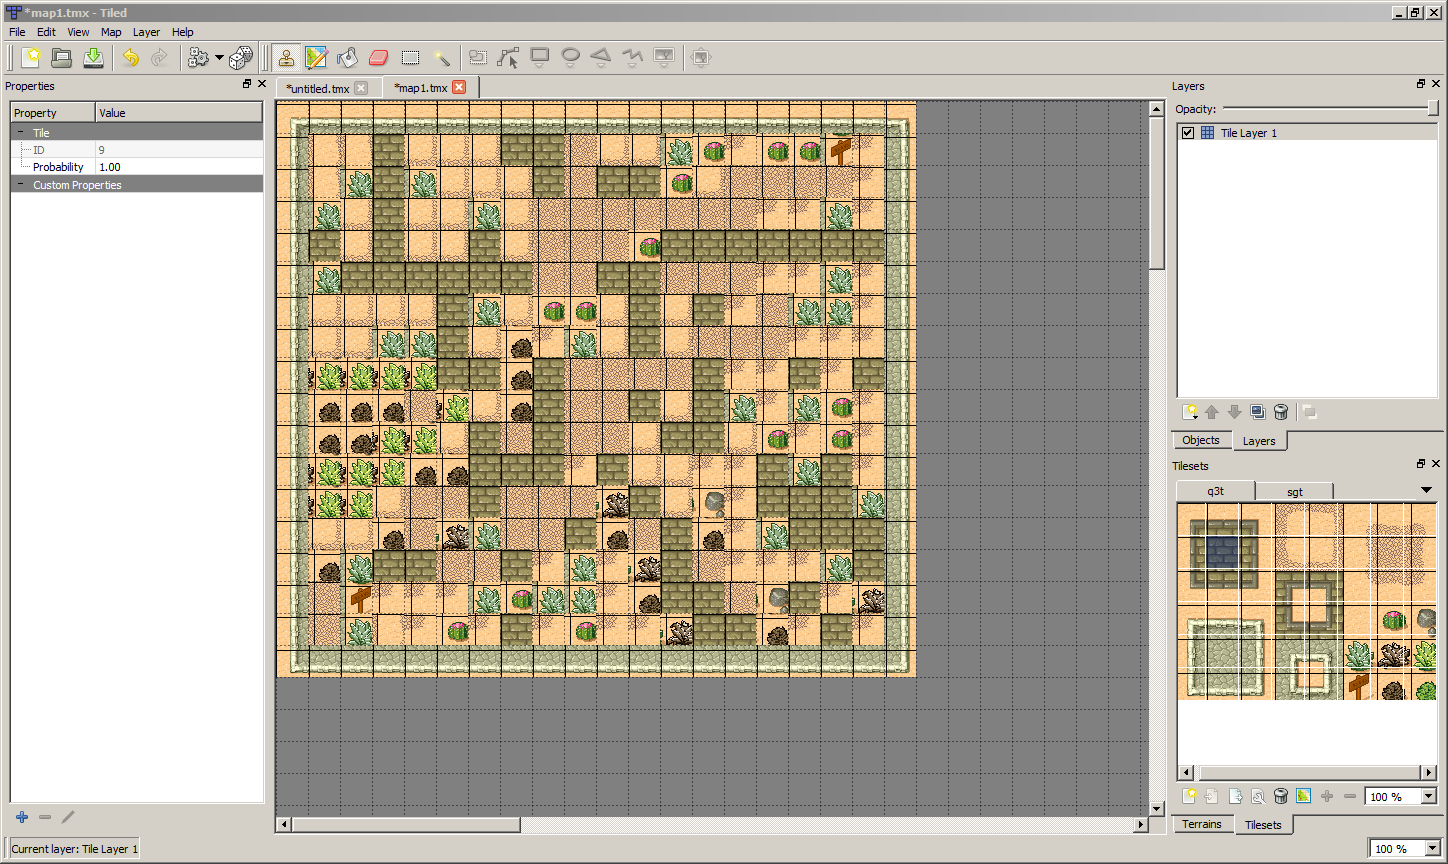 *map1.tmx - Tiled
File Edit View Map Layer Help
Properties
Property Value
Tile
ID 9
Probability 1.00
Custom Properties
*untitled.tmx *map1.tmx
Layers
Opacity:
Tile Layer 1
Objects Layers
Tilesets
q3t sgt
100 %
Terrains Tilesets
Current layer: Tile Layer 1
100 %